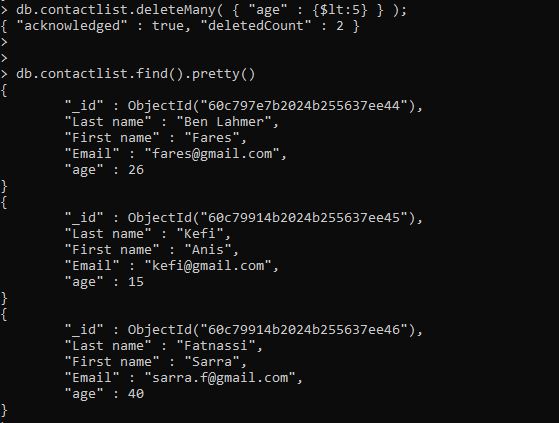 > db.contactlist.deleteMany( { "age" : {$lt:5} } );
{ "acknowledged" : true, "deletedCount" : 2 }
>
>
> db.contactlist.find().pretty()
{
        "_id" : ObjectId("60c797e7b2024b255637ee44"),
        "Last name" : "Ben Lahmer",
        "First name" : "Fares",
        "Email" : "fares@gmail.com",
        "age" : 26
}
{
        "_id" : ObjectId("60c79914b2024b255637ee45"),
        "Last name" : "Kefi",
        "First name" : "Anis",
        "Email" : "kefi@gmail.com",
        "age" : 15
}
{
        "_id" : ObjectId("60c79914b2024b255637ee46"),
        "Last name" : "Fatnassi",
        "First name" : "Sarra",
        "Email" : "sarra.f@gmail.com",
        "age" : 40
}